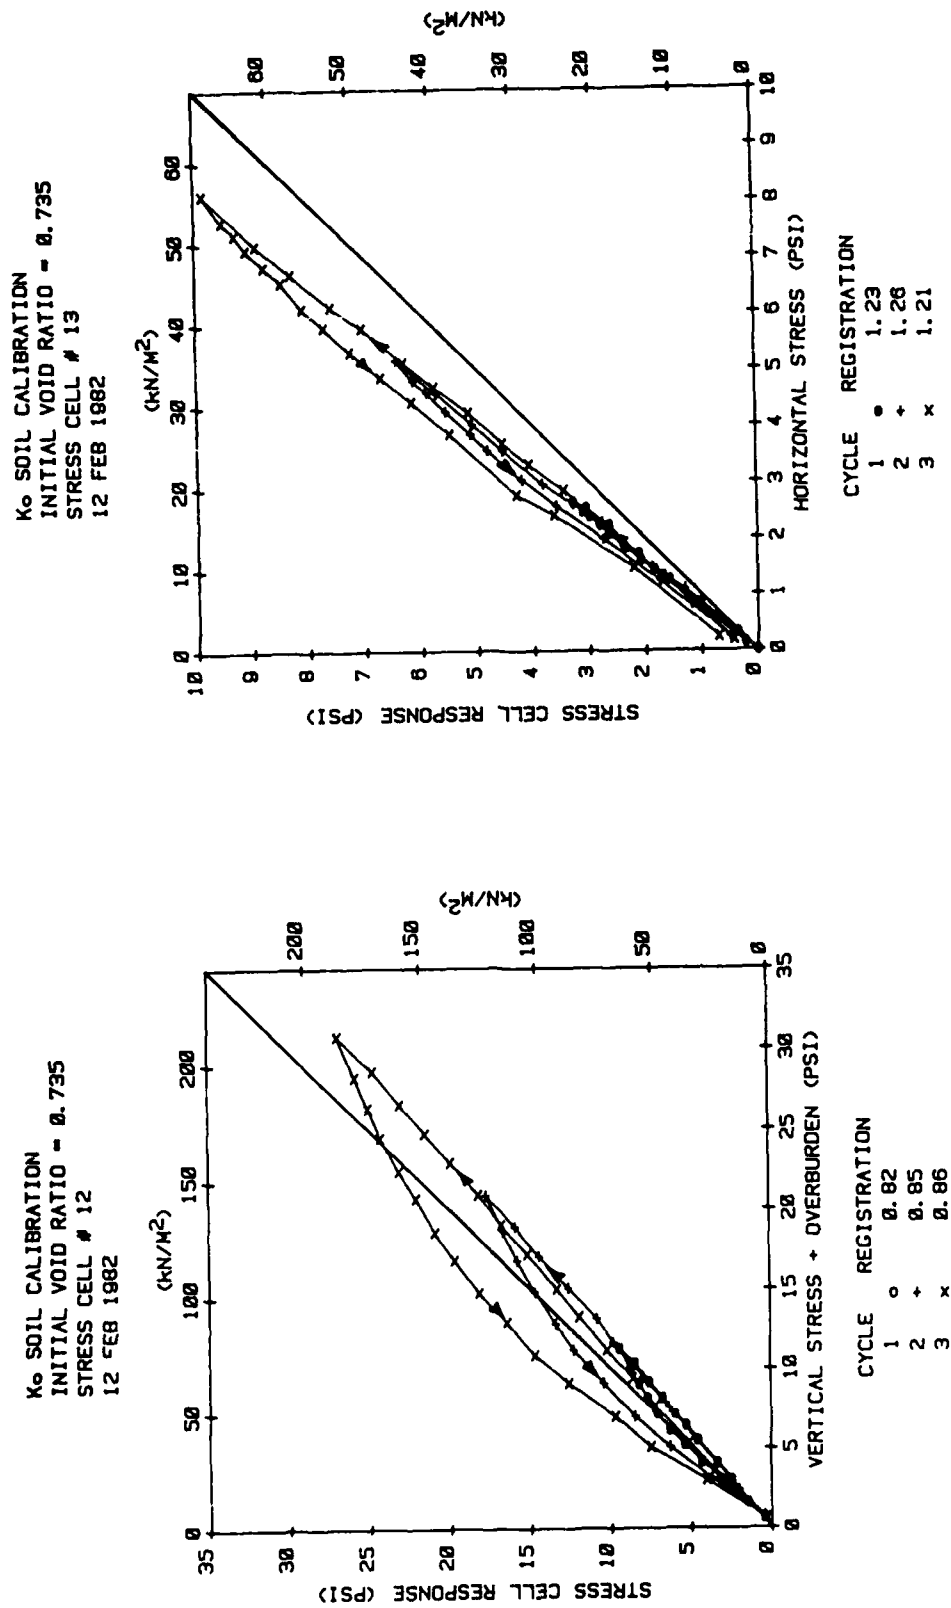 Ko SOIL CALIBRATION
INITIAL VOID RATIO = 0.735
STRESS CELL # 12
12 FEB 1982
(kN/M²)
0 50 100 150 200
STRESS CELL RESPONSE (PSI)
35
30
25
20
15
10
5
0
(kN/M²)
200
150
100
50
0
0 5 10 15 20 25 30 35
VERTICAL STRESS + OVERBURDEN (PSI)
CYCLE REGISTRATION
1 o 0.82
2 + 0.85
3 x 0.86
Ko SOIL CALIBRATION
INITIAL VOID RATIO = 0.735
STRESS CELL # 13
12 FEB 1982
(kN/M²)
0 10 20 30 40 50 60
STRESS CELL RESPONSE (PSI)
10
9
8
7
6
5
4
3
2
1
0
(kN/M²)
60
50
40
30
20
10
0
0 1 2 3 4 5 6 7 8 9 10
HORIZONTAL STRESS (PSI)
CYCLE REGISTRATION
1 • 1.23
2 + 1.26
3 x 1.21